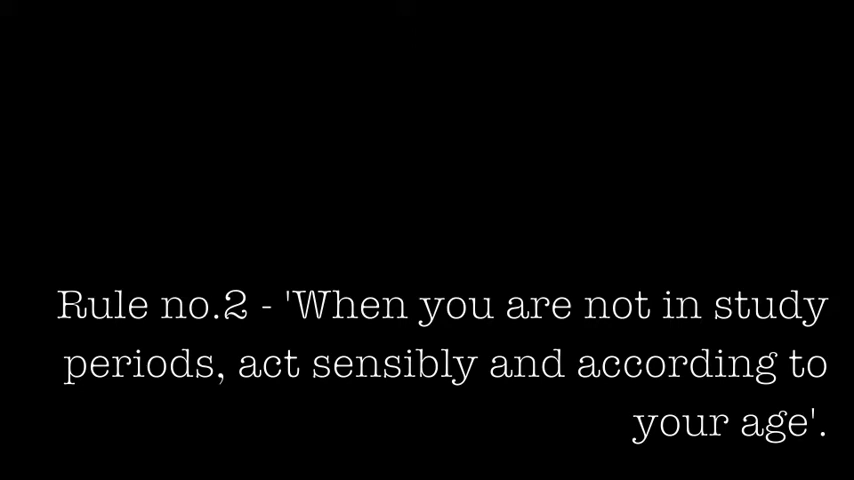 Rule no.2 - 'When you are not in study
periods, act sensibly and according to
your age'.